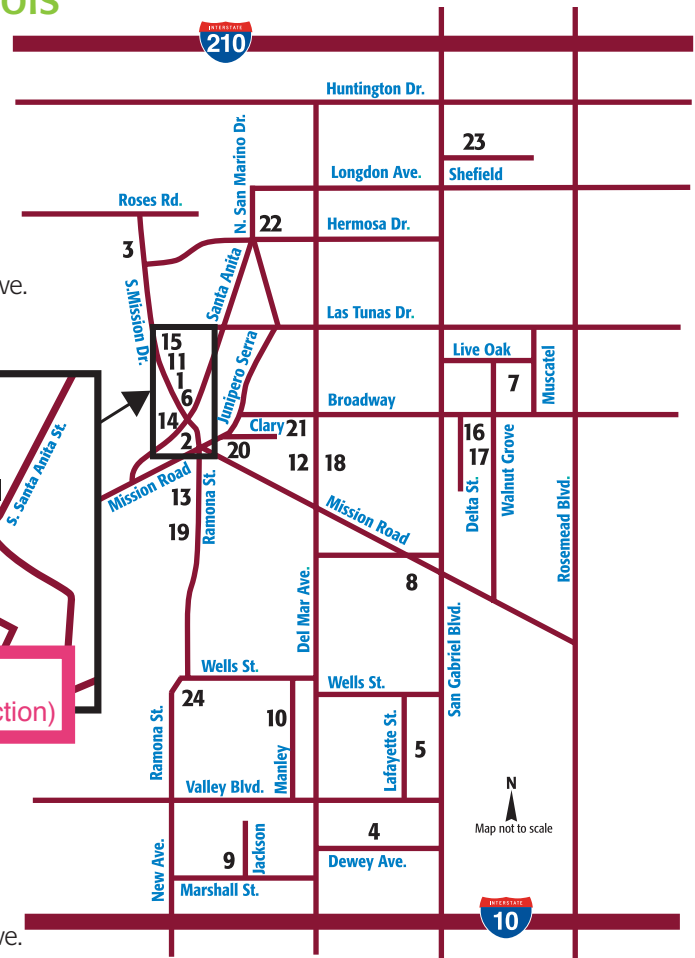 INTERSTATE
210
Huntington Dr.
N. San Marino Dr.
23
Longdon Ave.
Shefield
Roses Rd.
22
Hermosa Dr.
3
Santa Anita
ve.
S.Mission Dr.
Las Tunas Dr.
15
11
1
6
14
2
Junipero Serra
Live Oak
Muscatel
7
Broadway
Clary
21
20
12
18
16
17
S. Santa Anita St.
Mission Road
13
19
Ramona St.
Mission Road
Delta St.
Walnut Grove
Rosemead Blvd.
8
Del Mar Ave.
San Gabriel Blvd.
Wells St.
Wells St.
24
10
Ramona St.
Manley
Lafayette St.
5
ction)
Valley Blvd.
N
Map not to scale
4
9
Jackson
Dewey Ave.
New Ave.
Marshall St.
INTERSTATE
10
ve.